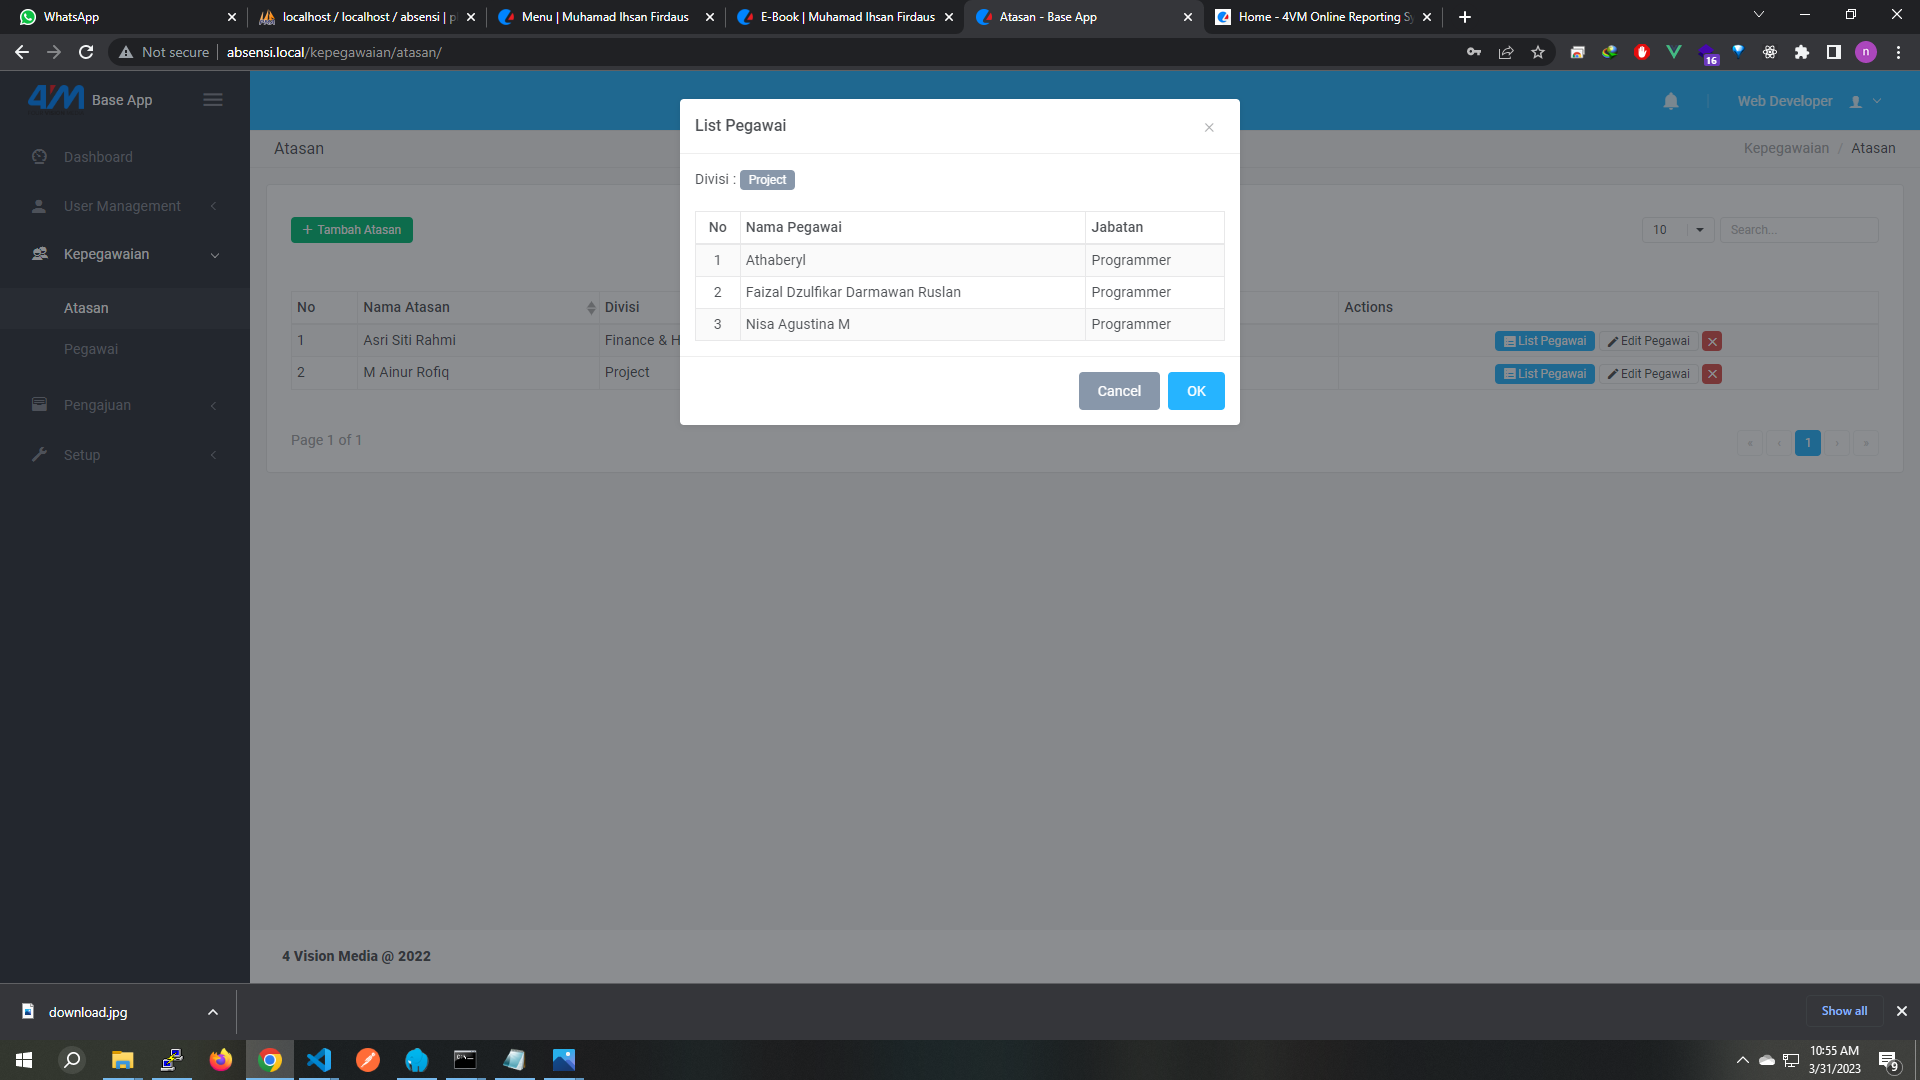 WhatsApp
localhost / localhost / absensi | p
Menu | Muhamad Ihsan Firdaus
E-Book | Muhamad Ihsan Firdaus
Atasan - Base App
Home - 4VM Online Reporting Sy
Not secure
absensi.local/kepegawaian/atasan/
16
n
Base App
Web Developer
Dashboard
User Management
Kepegawaian
Atasan
Pegawai
Pengajuan
Setup
Atasan
Kepegawaian / Atasan
+ Tambah Atasan
10
Search...
No Nama Atasan Divisi Actions
1 Asri Siti Rahmi Finance & H List Pegawai Edit Pegawai
2 M Ainur Rofiq Project List Pegawai Edit Pegawai
Page 1 of 1
« ‹ 1 › »
List Pegawai
×
Divisi : Project
No Nama Pegawai Jabatan
1 Athaberyl Programmer
2 Faizal Dzulfikar Darmawan Ruslan Programmer
3 Nisa Agustina M Programmer
Cancel
OK
4 Vision Media @ 2022
download.jpg
Show all
10:55 AM
3/31/2023
9